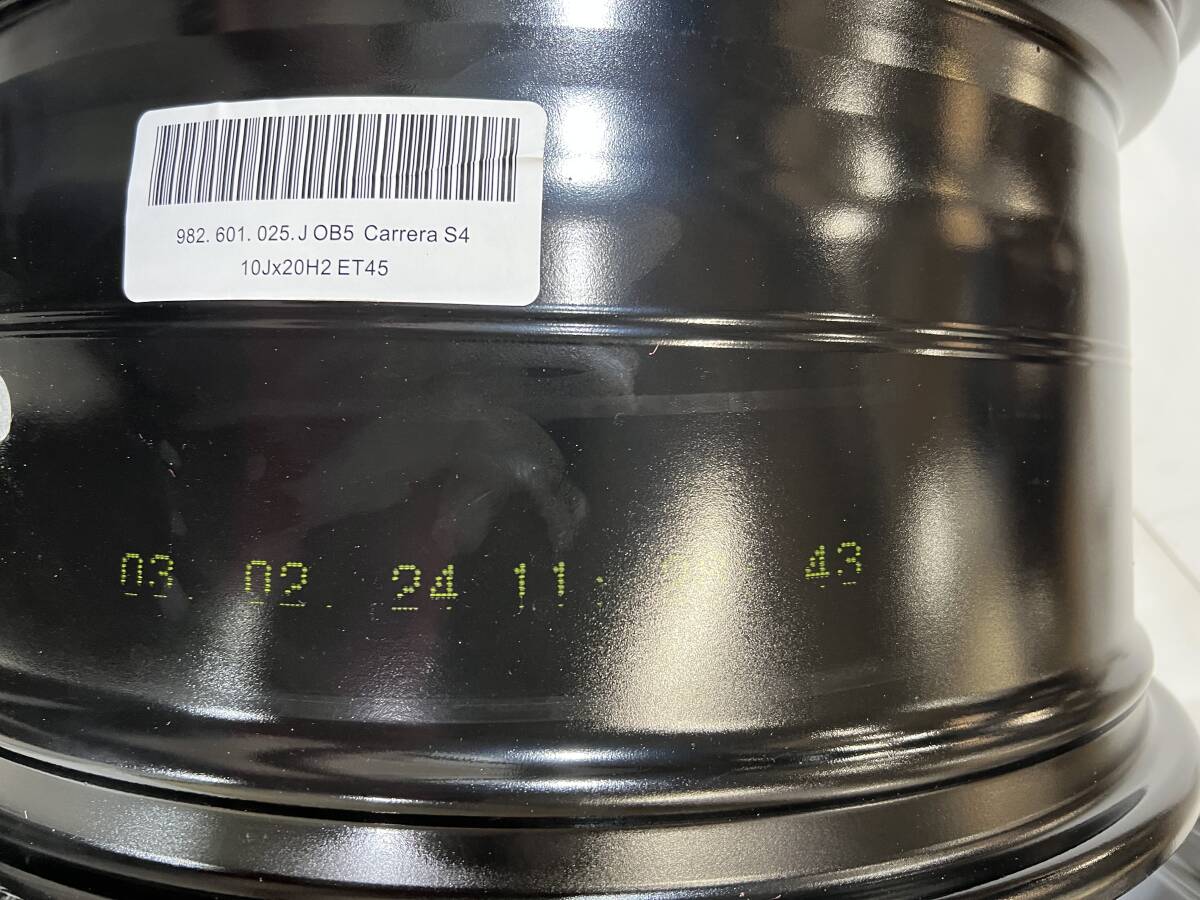 982. 601. 025. J OB5 Carrera S4
10Jx20H2 ET45
03. 02. 24 11: 43